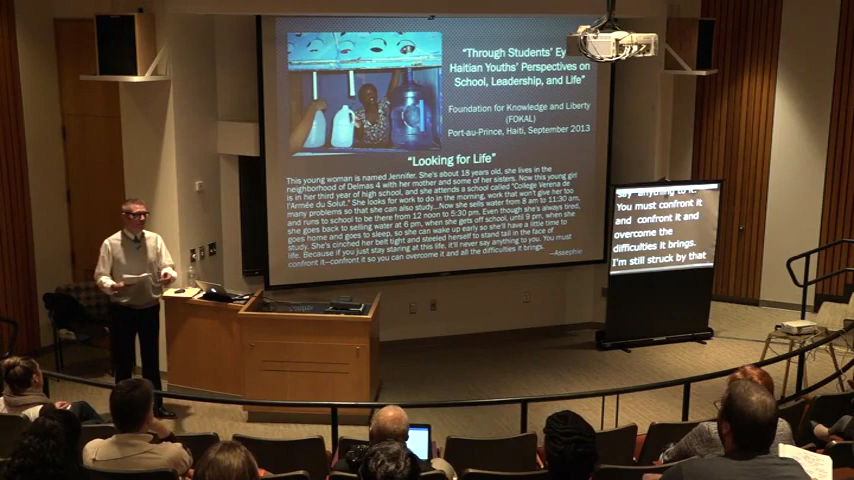 "Through Students' Ey
Haitian Youths' Perspectives on
School, Leadership, and Life"
Foundation for Knowledge and Liberty
(FOKAL)
Port-au-Prince, Haiti, September 2013
"Looking for Life"
This young woman is named Jennifer. She's about 18 years old, she lives in the
neighborhood of Delmas 4 with her mother and some of her sisters. Now this young girl
is in her third year of high school, and she attends a school called "College Verena de
l'Armée du Solut." She looks for work to do in the morning, work that won't give her too
many problems so that she can also study...Now she sells water from 8 am to 11:30 am,
and runs to school to be there from 12 noon to 5:30 pm. Even though she's always tired,
she goes back to selling water at 6 pm, when she gets off school, until 9 pm, when she
goes home and goes to sleep, so she can wake up early so she'll have a little time to
study. She's cinched her belt tight and steeled herself to stand tall in the face of
life. Because if you just stay staring at this life, it'll never say anything to you. You must
confront it—confront it so you can overcome it and all the difficulties it brings.
—Assephie
say anything to it.
You must confront it
and confront it and
overcome the
difficulties it brings.
I'm still struck by that